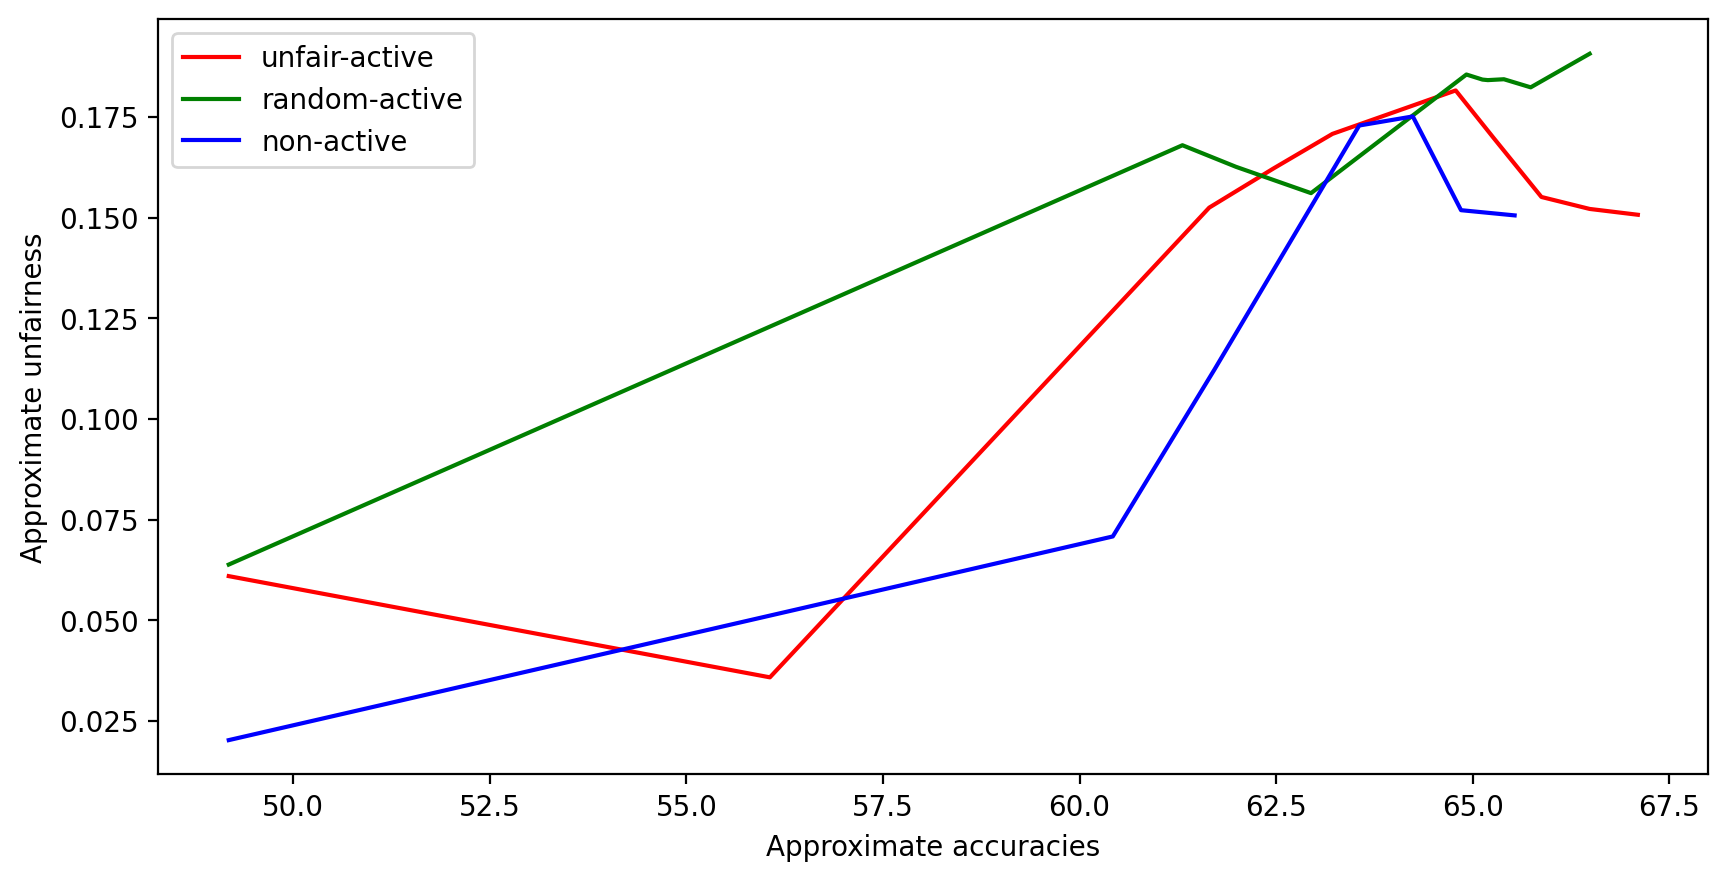 unfair-active
random-active
non-active
Approximate unfairness
0.175
0.150
0.125
0.100
0.075
0.050
0.025
50.0 52.5 55.0 57.5 60.0 62.5 65.0 67.5
Approximate accuracies